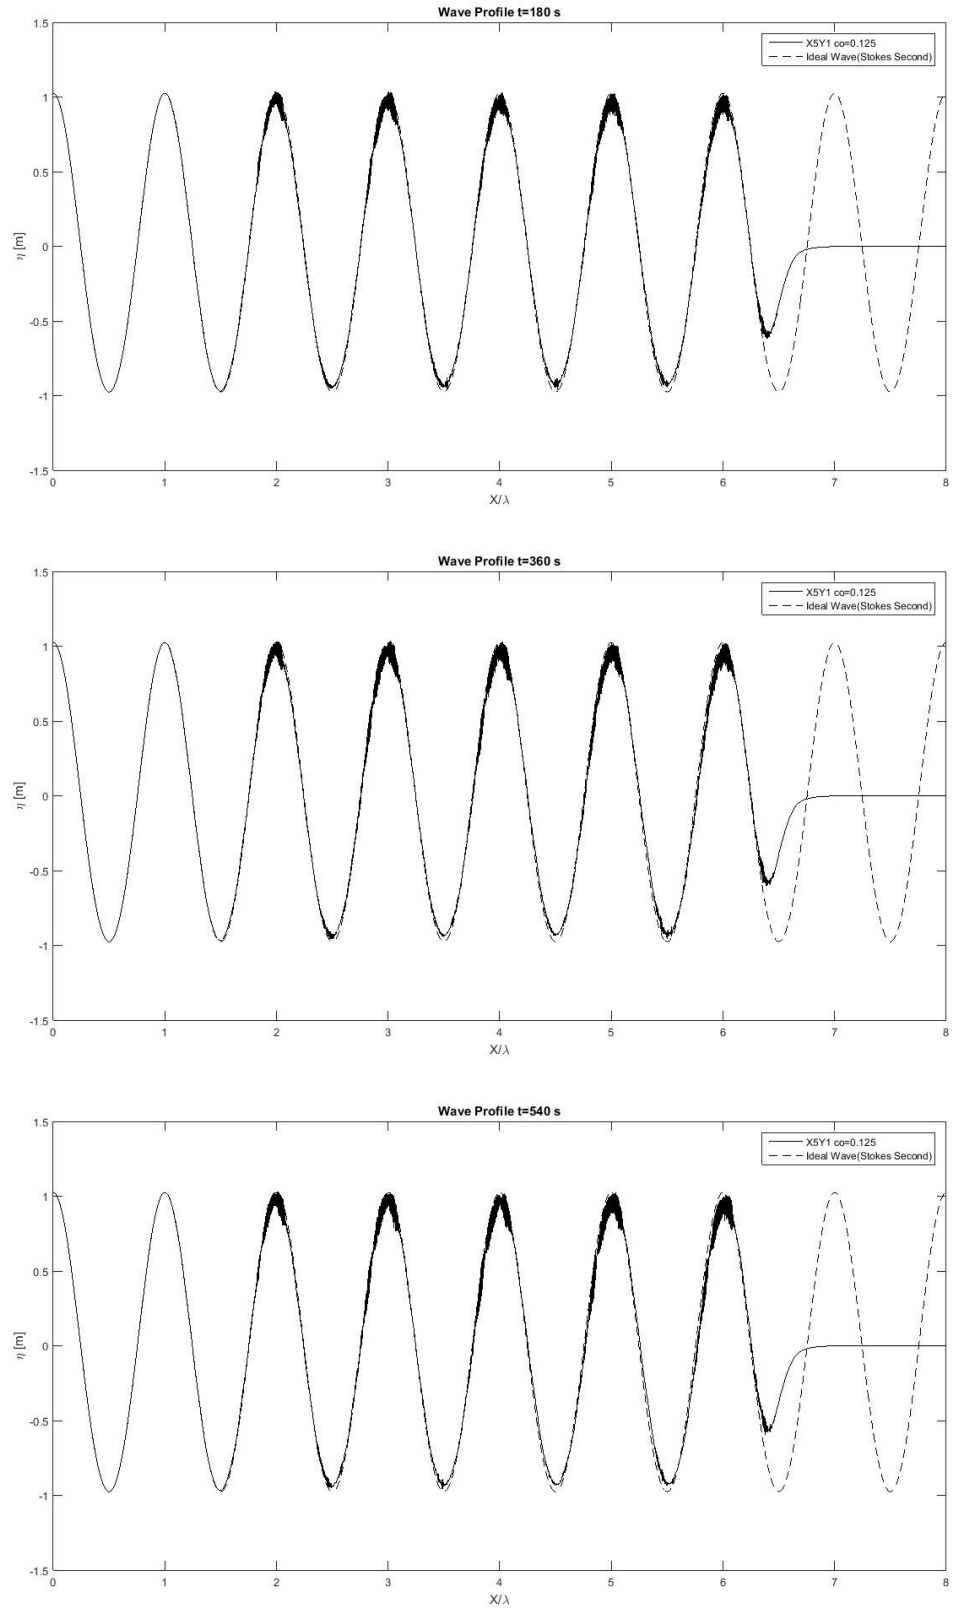 Wave Profile t=180 s
1.5
X5Y1 co=0.125
Ideal Wave(Stokes Second)
1
0.5
η [m]
0
-0.5
-1
-1.5
0 1 2 3 4 5 6 7 8
X/λ
Wave Profile t=360 s
1.5
X5Y1 co=0.125
Ideal Wave(Stokes Second)
1
0.5
η [m]
0
-0.5
-1
-1.5
0 1 2 3 4 5 6 7 8
X/λ
Wave Profile t=540 s
1.5
X5Y1 co=0.125
Ideal Wave(Stokes Second)
1
0.5
η [m]
0
-0.5
-1
-1.5
0 1 2 3 4 5 6 7 8
X/λ